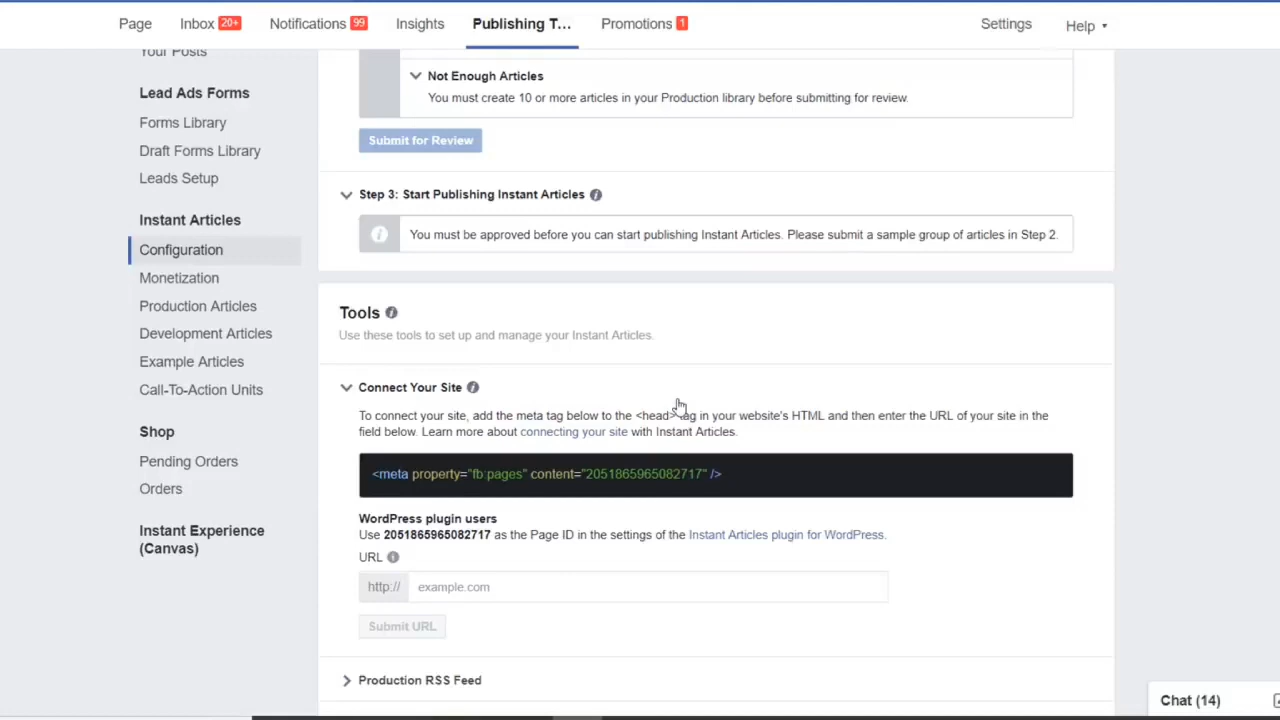 Page Inbox 20+ Notifications 99 Insights Publishing T... Promotions 1 Settings Help
Your Posts
Lead Ads Forms
Forms Library
Draft Forms Library
Leads Setup
Instant Articles
Configuration
Monetization
Production Articles
Development Articles
Example Articles
Call-To-Action Units
Shop
Pending Orders
Orders
Instant Experience
(Canvas)
Not Enough Articles
You must create 10 or more articles in your Production library before submitting for review.
Submit for Review
Step 3: Start Publishing Instant Articles
You must be approved before you can start publishing Instant Articles. Please submit a sample group of articles in Step 2.
Tools
Use these tools to set up and manage your Instant Articles.
Connect Your Site
To connect your site, add the meta tag below to the <head> tag in your website's HTML and then enter the URL of your site in the
field below. Learn more about connecting your site with Instant Articles.
<meta property="fb:pages" content="2051865965082717" />
WordPress plugin users
Use 2051865965082717 as the Page ID in the settings of the Instant Articles plugin for WordPress.
URL
http:// example.com
Submit URL
Production RSS Feed
Chat (14)